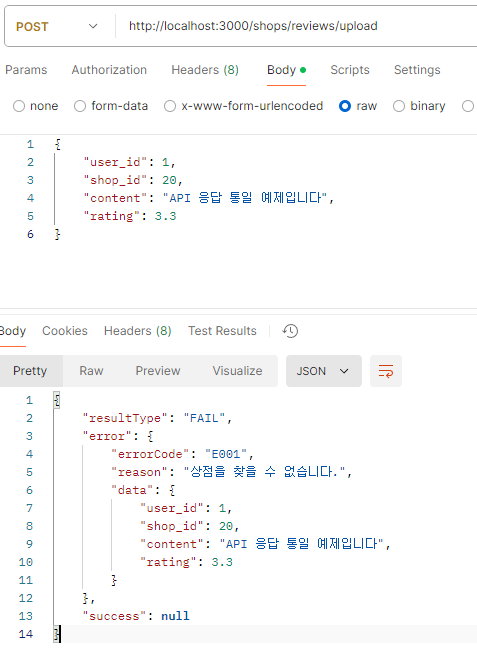 POST http://localhost:3000/shops/reviews/upload
Params Authorization Headers (8) Body Scripts Settings
none form-data x-www-form-urlencoded raw binary
1 {
2 "user_id": 1,
3 "shop_id": 20,
4 "content": "API 응답 통일 예제입니다",
5 "rating": 3.3
6 }
Body Cookies Headers (8) Test Results
Pretty Raw Preview Visualize JSON
1 {
2 "resultType": "FAIL",
3 "error": {
4 "errorCode": "E001",
5 "reason": "상점을 찾을 수 없습니다.",
6 "data": {
7 "user_id": 1,
8 "shop_id": 20,
9 "content": "API 응답 통일 예제입니다",
10 "rating": 3.3
11 }
12 },
13 "success": null
14 }